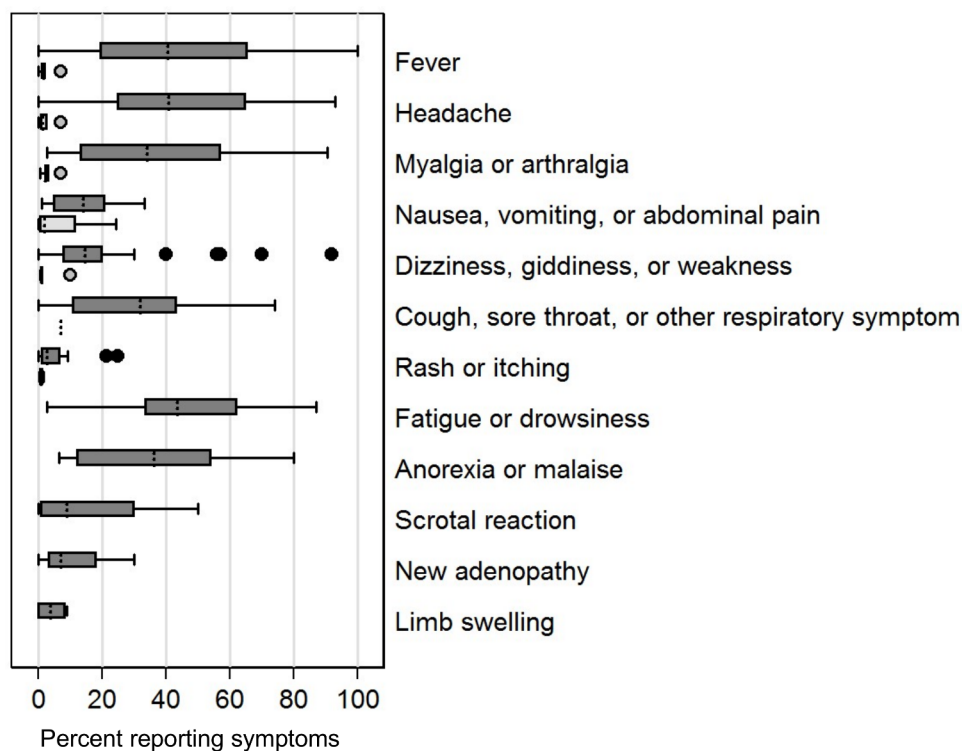 Fever
Headache
Myalgia or arthralgia
Nausea, vomiting, or abdominal pain
Dizziness, giddiness, or weakness
Cough, sore throat, or other respiratory symptom
Rash or itching
Fatigue or drowsiness
Anorexia or malaise
Scrotal reaction
New adenopathy
Limb swelling
0 20 40 60 80 100
Percent reporting symptoms